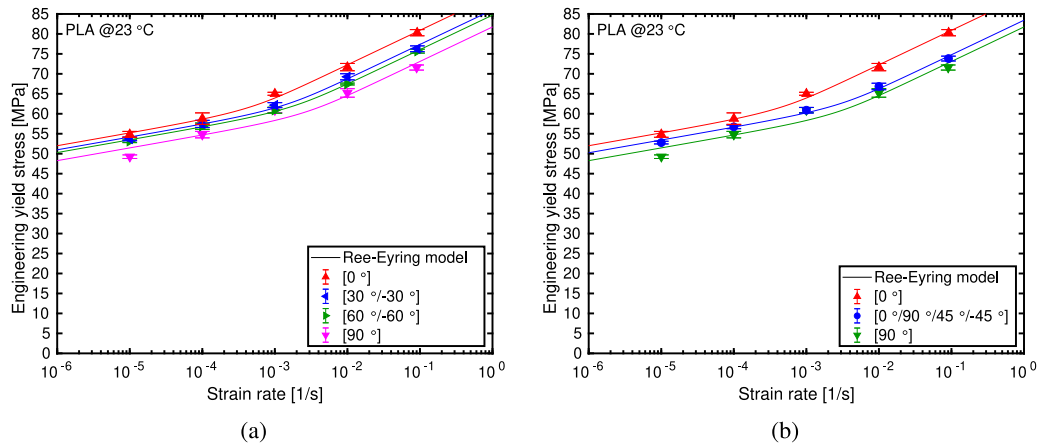 PLA @23 °C
Engineering yield stress [MPa]
85
80
75
70
65
60
55
50
45
40
35
30
25
20
15
10
5
0
Ree-Eyring model
[0 °]
[30 °/-30 °]
[60 °/-60 °]
[90 °]
10⁻⁶ 10⁻⁵ 10⁻⁴ 10⁻³ 10⁻² 10⁻¹ 10⁰
Strain rate [1/s]
(a)
PLA @23 °C
Engineering yield stress [MPa]
85
80
75
70
65
60
55
50
45
40
35
30
25
20
15
10
5
0
Ree-Eyring model
[0 °]
[0 °/90 °/45 °/-45 °]
[90 °]
10⁻⁶ 10⁻⁵ 10⁻⁴ 10⁻³ 10⁻² 10⁻¹ 10⁰
Strain rate [1/s]
(b)